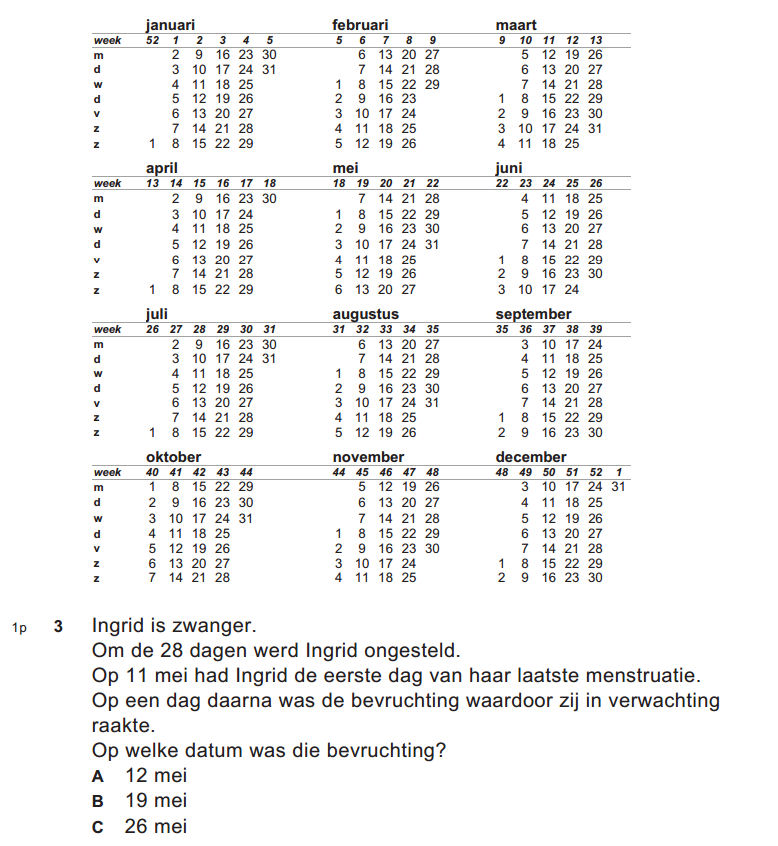 januari februari maart
week 52 1 2 3 4 5 5 6 7 8 9 9 10 11 12 13
m 2 9 16 23 30 6 13 20 27 5 12 19 26
d 3 10 17 24 31 7 14 21 28 6 13 20 27
w 4 11 18 25 1 8 15 22 29 7 14 21 28
d 5 12 19 26 2 9 16 23 1 8 15 22 29
v 6 13 20 27 3 10 17 24 2 9 16 23 30
z 7 14 21 28 4 11 18 25 3 10 17 24 31
z 1 8 15 22 29 5 12 19 26 4 11 18 25
april mei juni
week 13 14 15 16 17 18 18 19 20 21 22 22 23 24 25 26
m 2 9 16 23 30 7 14 21 28 4 11 18 25
d 3 10 17 24 1 8 15 22 29 5 12 19 26
w 4 11 18 25 2 9 16 23 30 6 13 20 27
d 5 12 19 26 3 10 17 24 31 7 14 21 28
v 6 13 20 27 4 11 18 25 1 8 15 22 29
z 7 14 21 28 5 12 19 26 2 9 16 23 30
z 1 8 15 22 29 6 13 20 27 3 10 17 24
juli augustus september
week 26 27 28 29 30 31 31 32 33 34 35 35 36 37 38 39
m 2 9 16 23 30 6 13 20 27 3 10 17 24
d 3 10 17 24 31 7 14 21 28 4 11 18 25
w 4 11 18 25 1 8 15 22 29 5 12 19 26
d 5 12 19 26 2 9 16 23 30 6 13 20 27
v 6 13 20 27 3 10 17 24 31 7 14 21 28
z 7 14 21 28 4 11 18 25 1 8 15 22 29
z 1 8 15 22 29 5 12 19 26 2 9 16 23 30
oktober november december
week 40 41 42 43 44 44 45 46 47 48 48 49 50 51 52 1
m 1 8 15 22 29 5 12 19 26 3 10 17 24 31
d 2 9 16 23 30 6 13 20 27 4 11 18 25
w 3 10 17 24 31 7 14 21 28 5 12 19 26
d 4 11 18 25 1 8 15 22 29 6 13 20 27
v 5 12 19 26 2 9 16 23 30 7 14 21 28
z 6 13 20 27 3 10 17 24 1 8 15 22 29
z 7 14 21 28 4 11 18 25 2 9 16 23 30
1p 3 Ingrid is zwanger.
Om de 28 dagen werd Ingrid ongesteld.
Op 11 mei had Ingrid de eerste dag van haar laatste menstruatie.
Op een dag daarna was de bevruchting waardoor zij in verwachting
raakte.
Op welke datum was die bevruchting?
A 12 mei
B 19 mei
C 26 mei